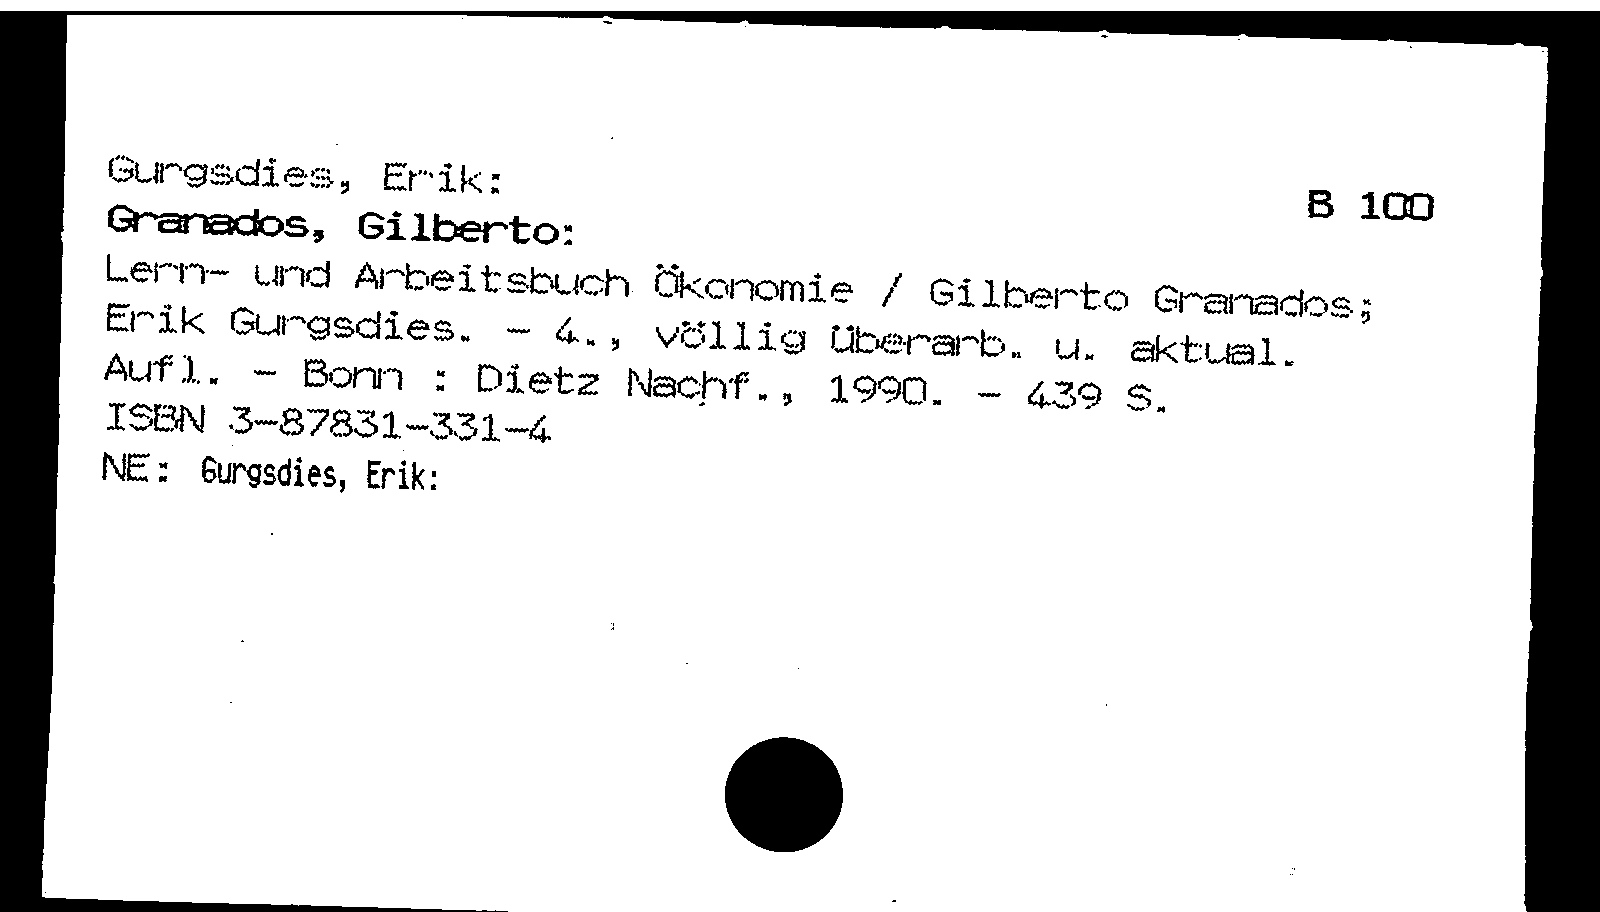 Gurgsdies, Erik:
B 100
Granados, Gilberto:
Lern- und Arbeitsbuch Ökonomie / Gilberto Granados;
Erik Gurgsdies. - 4., völlig überarb. u. aktual.
Aufl. - Bonn : Dietz Nachf., 1990. - 439 S.
ISBN 3-87831-331-4
NE: Gurgsdies, Erik: